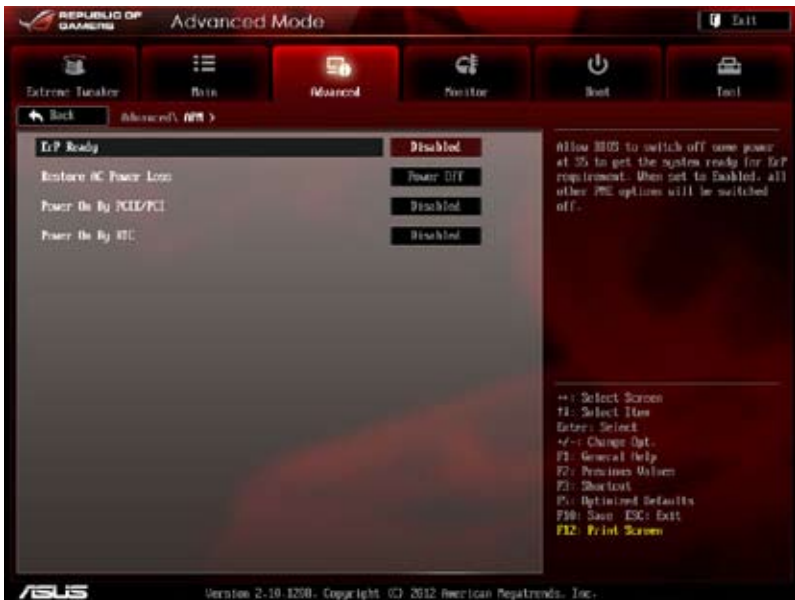 REPUBLIC OF
GAMERS
Advanced Mode
Exit
Extreme Tweaker
Main
Advanced
Monitor
Boot
Tool
Back
Advanced\ APM >
ErP Ready
Disabled
Restore AC Power Loss
Power Off
Power On By PCIE/PCI
Disabled
Power On By RTC
Disabled
Allow BIOS to switch off some power
at S5 to get the system ready for ErP
requirement. When set to Enabled, all
other PME options will be switched
off.
→←: Select Screen
↑↓: Select Item
Enter: Select
+/-: Change Opt.
F1: General Help
F2: Previous Values
F3: Shortcut
F5: Optimized Defaults
F10: Save ESC: Exit
F12: Print Screen
ASUS
Version 2.10.1208. Copyright (C) 2012 American Megatrends, Inc.